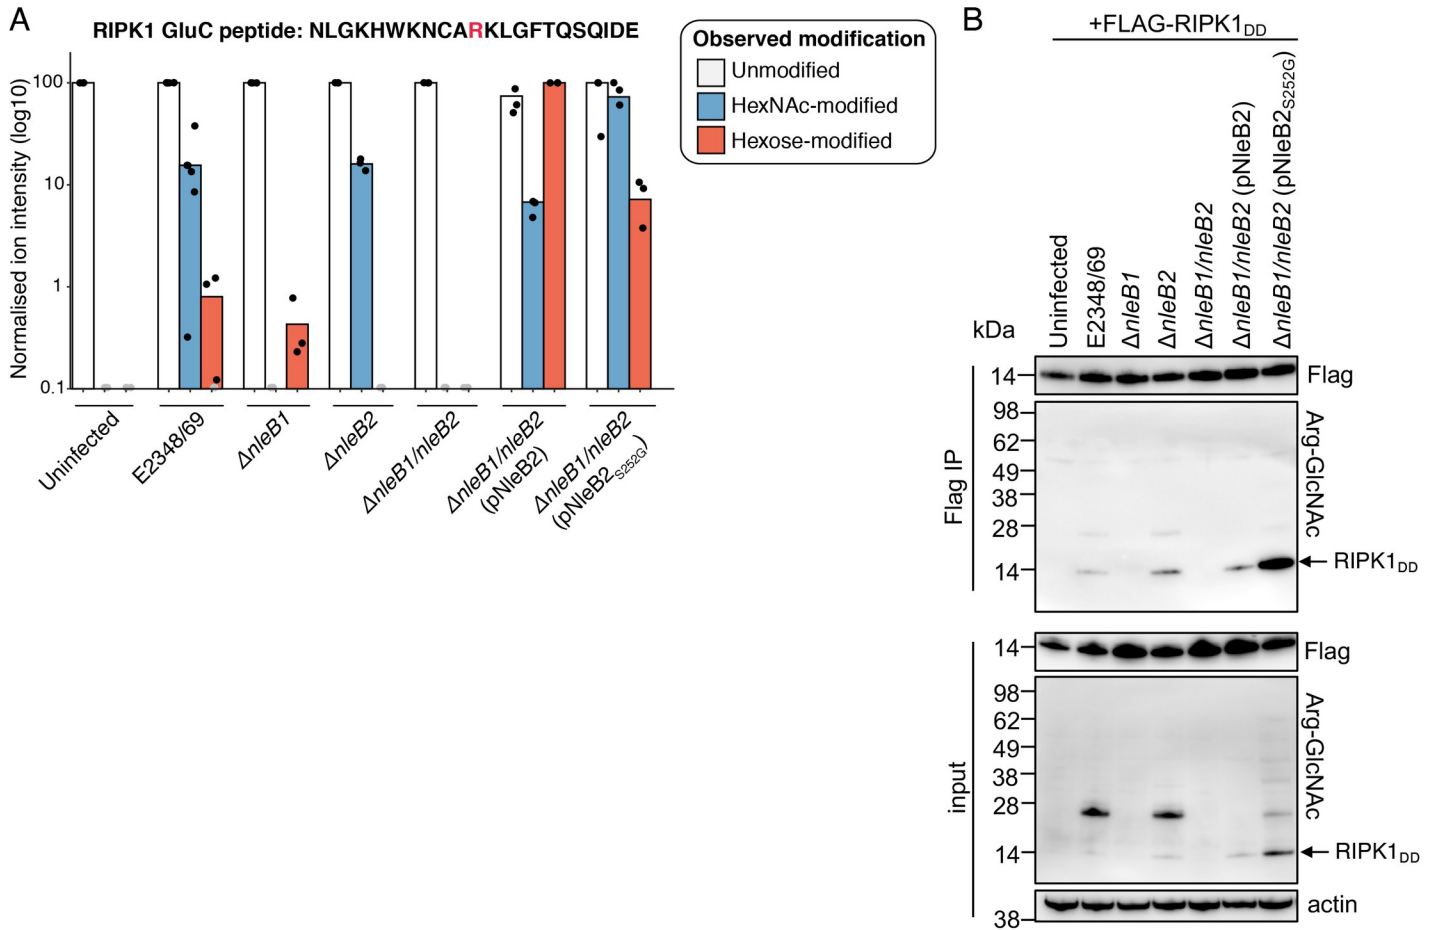 A
RIPK1 GluC peptide: NLGKHWKNCARKLGFTQSQIDE
Normalised ion intensity (log10)
100
10
1
0.1
Uninfected
E2348/69
ΔnleB1
ΔnleB2
ΔnleB1/nleB2
ΔnleB1/nleB2
(pNleB2)
ΔnleB1/nleB2
(pNleB2S252G)
Observed modification
Unmodified
HexNAc-modified
Hexose-modified
B
+FLAG-RIPK1DD
kDa
Uninfected
E2348/69
ΔnleB1
ΔnleB2
ΔnleB1/nleB2
ΔnleB1/nleB2 (pNleB2)
ΔnleB1/nleB2 (pNleB2S252G)
Flag IP
14
Flag
98
62
49
38
28
14
Arg-GlcNAc
RIPK1DD
input
14
Flag
98
62
49
38
28
14
Arg-GlcNAc
RIPK1DD
38
actin